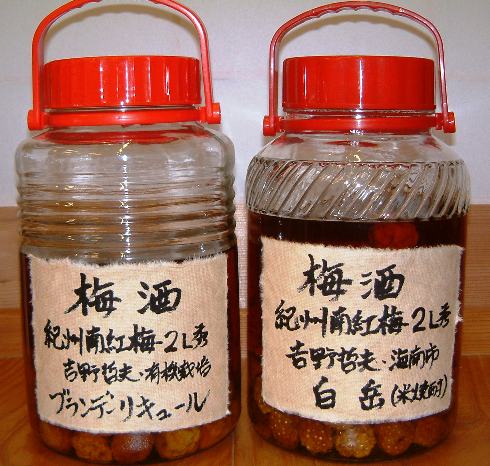 梅酒
紀州南紅梅-2L秀
吉野哲夫・有機栽培
ブランデーリキュール
梅酒
紀州南紅梅-2L秀
吉野哲夫・海南市
白岳(米焼酎)